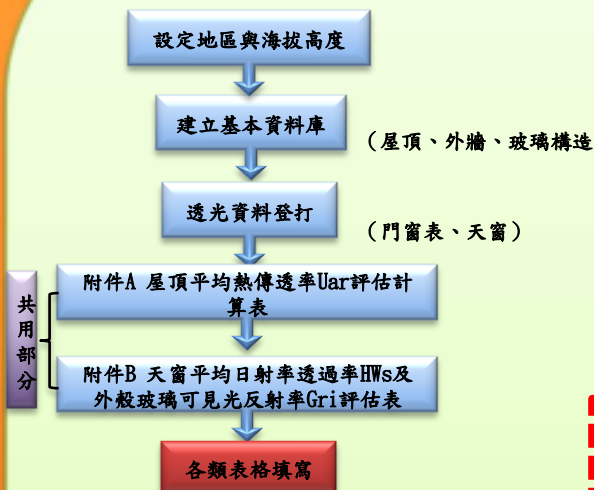 設定地區與海拔高度
建立基本資料庫
(屋頂、外牆、玻璃構造
透光資料登打
(門窗表、天窗)
附件A 屋頂平均熱傳透率Uar評估計
算表
共用部分
附件B 天窗平均日射率透過率HWs及
外殼玻璃可見光反射率Gri評估表
各類表格填寫